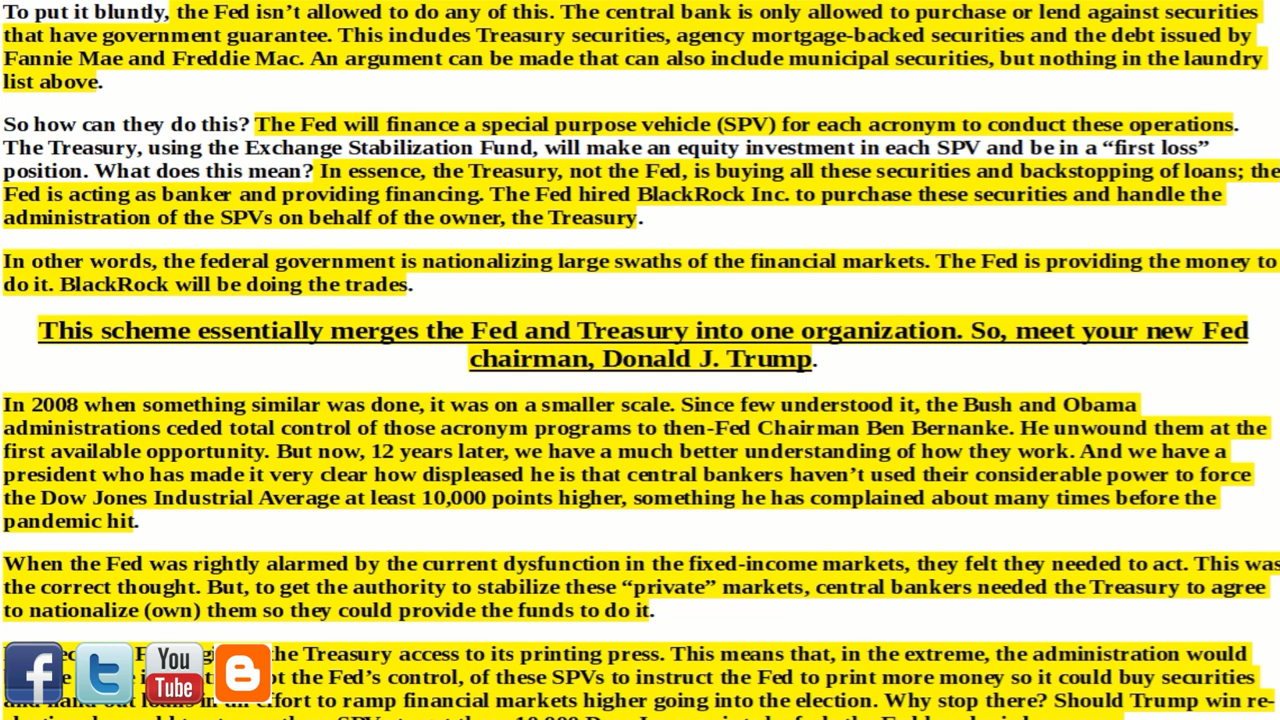 To put it bluntly, the Fed isn’t allowed to do any of this. The central bank is only allowed to purchase or lend against securities
that have government guarantee. This includes Treasury securities, agency mortgage-backed securities and the debt issued by
Fannie Mae and Freddie Mac. An argument can be made that can also include municipal securities, but nothing in the laundry
list above.
So how can they do this? The Fed will finance a special purpose vehicle (SPV) for each acronym to conduct these operations.
The Treasury, using the Exchange Stabilization Fund, will make an equity investment in each SPV and be in a “first loss”
position. What does this mean? In essence, the Treasury, not the Fed, is buying all these securities and backstopping of loans; the
Fed is acting as banker and providing financing. The Fed hired BlackRock Inc. to purchase these securities and handle the
administration of the SPVs on behalf of the owner, the Treasury.
In other words, the federal government is nationalizing large swaths of the financial markets. The Fed is providing the money to
do it. BlackRock will be doing the trades.
This scheme essentially merges the Fed and Treasury into one organization. So, meet your new Fed
chairman, Donald J. Trump.
In 2008 when something similar was done, it was on a smaller scale. Since few understood it, the Bush and Obama
administrations ceded total control of those acronym programs to then-Fed Chairman Ben Bernanke. He unwound them at the
first available opportunity. But now, 12 years later, we have a much better understanding of how they work. And we have a
president who has made it very clear how displeased he is that central bankers haven’t used their considerable power to force
the Dow Jones Industrial Average at least 10,000 points higher, something he has complained about many times before the
pandemic hit.
When the Fed was rightly alarmed by the current dysfunction in the fixed-income markets, they felt they needed to act. This was
the correct thought. But, to get the authority to stabilize these “private” markets, central bankers needed the Treasury to agree
to nationalize (own) them so they could provide the funds to do it.
the Treasury access to its printing press. This means that, in the extreme, the administration would
the Fed’s control, of these SPVs to instruct the Fed to print more money so it could buy securities
to ramp financial markets higher going into the election. Why stop there? Should Trump win re-
You
Tube